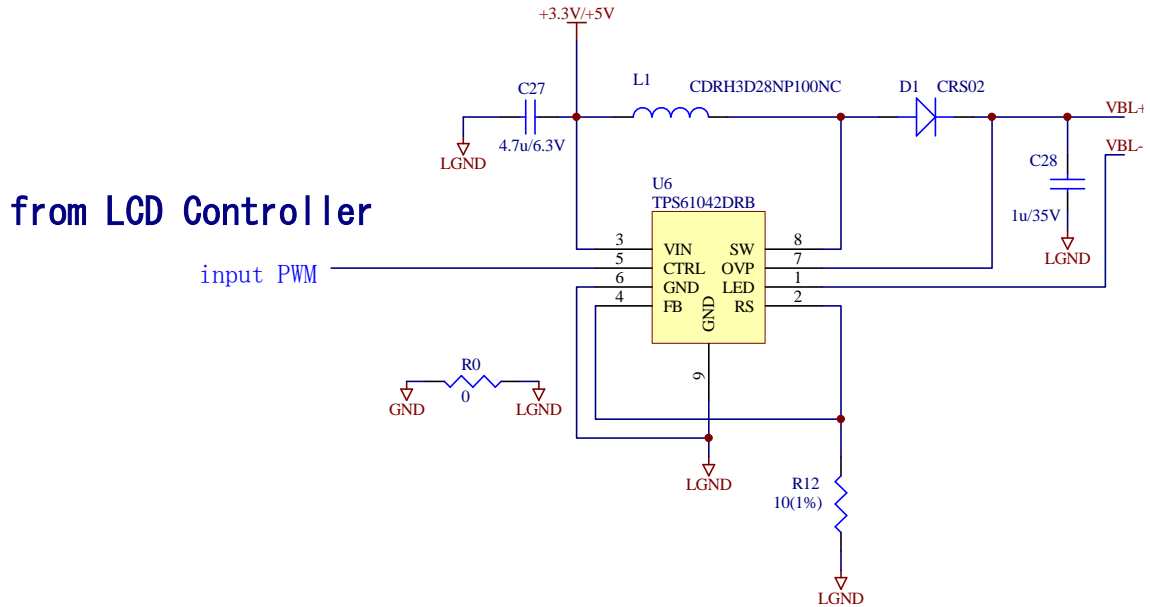 +3.3V/+5V
L1
CDRH3D28NP100NC
D1
CRS02
C27
4.7u/6.3V
LGND
VBL+
VBL-
C28
1u/35V
LGND
from LCD Controller
input PWM
U6
TPS61042DRB
3
VIN
SW
8
5
CTRL
OVP
7
6
GND
LED
1
4
FB
RS
2
GND
9
R0
0
GND
LGND
LGND
R12
10(1%)
LGND